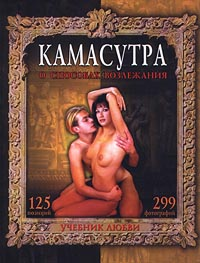 КАМАСУТРА
О СПОСОБАХ ВОЗЛЕЖАНИЯ
125
позиций
299
фотографий
УЧЕБНИК ЛЮБВИ